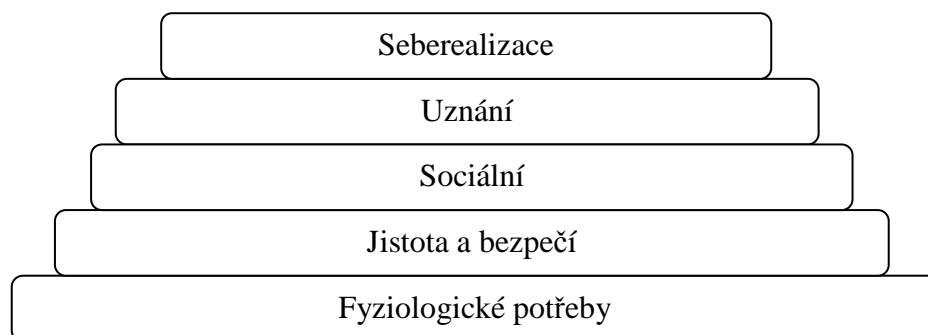 Seberealizace
Uznání
Sociální
Jistota a bezpečí
Fyziologické potřeby